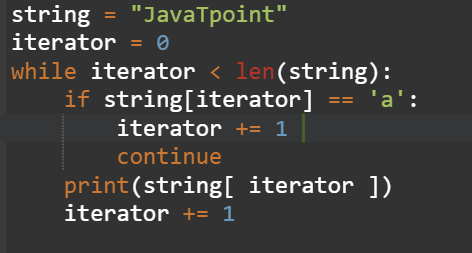 string = "JavaTpoint"
iterator = 0
while iterator < len(string):
    if string[iterator] == 'a':
        iterator += 1
        continue
    print(string[ iterator ])
    iterator += 1